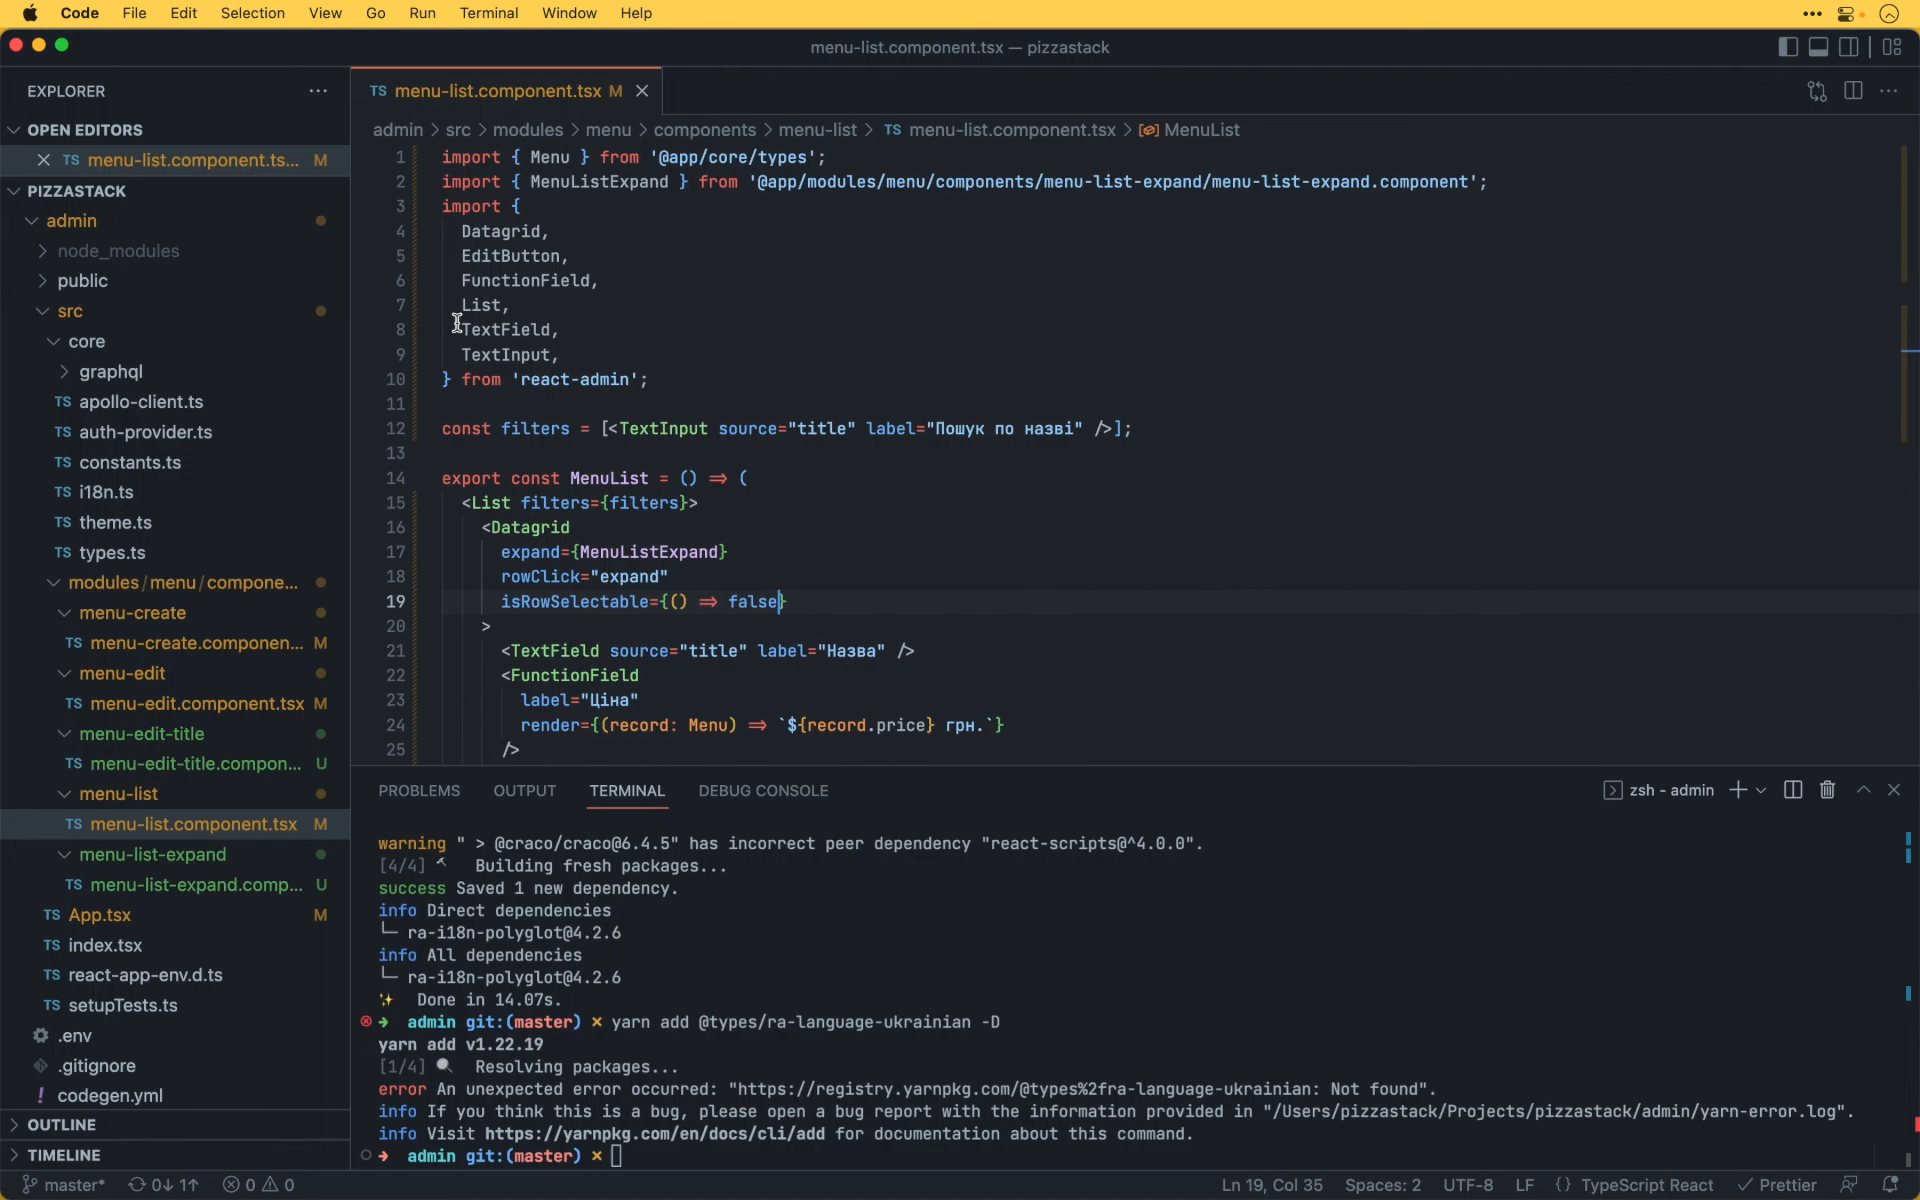 Code File Edit Selection View Go Run Terminal Window Help
menu-list.component.tsx — pizzastack
EXPLORER
OPEN EDITORS
TS menu-list.component.ts... M
PIZZASTACK
admin
node_modules
public
src
core
graphql
TS apollo-client.ts
TS auth-provider.ts
TS constants.ts
TS i18n.ts
TS theme.ts
TS types.ts
modules/menu/compone...
menu-create
TS menu-create.componen... M
menu-edit
TS menu-edit.component.tsx M
menu-edit-title
TS menu-edit-title.compon... U
menu-list
TS menu-list.component.tsx M
menu-list-expand
TS menu-list-expand.comp... U
TS App.tsx M
TS index.tsx
TS react-app-env.d.ts
TS setupTests.ts
.env
.gitignore
! codegen.yml
OUTLINE
TIMELINE
TS menu-list.component.tsx M
admin > src > modules > menu > components > menu-list > TS menu-list.component.tsx > MenuList
1 import { Menu } from '@app/core/types';
2 import { MenuListExpand } from '@app/modules/menu/components/menu-list-expand/menu-list-expand.component';
3 import {
4 Datagrid,
5 EditButton,
6 FunctionField,
7 List,
8 TextField,
9 TextInput,
10 } from 'react-admin';
11
12 const filters = [<TextInput source="title" label="Пошук по назві" />];
13
14 export const MenuList = () => (
15 <List filters={filters}>
16 <Datagrid
17 expand={MenuListExpand}
18 rowClick="expand"
19 isRowSelectable={() => false}
20 >
21 <TextField source="title" label="Назва" />
22 <FunctionField
23 label="Ціна"
24 render={(record: Menu) => `${record.price} грн.`}
25 />
PROBLEMS OUTPUT TERMINAL DEBUG CONSOLE
zsh - admin
warning " > @craco/craco@6.4.5" has incorrect peer dependency "react-scripts@^4.0.0".
[4/4] Building fresh packages...
success Saved 1 new dependency.
info Direct dependencies
└─ ra-i18n-polyglot@4.2.6
info All dependencies
└─ ra-i18n-polyglot@4.2.6
✨ Done in 14.07s.
➜ admin git:(master) ✗ yarn add @types/ra-language-ukrainian -D
yarn add v1.22.19
[1/4] 🔍 Resolving packages...
error An unexpected error occurred: "https://registry.yarnpkg.com/@types%2fra-language-ukrainian: Not found".
info If you think this is a bug, please open a bug report with the information provided in "/Users/pizzastack/Projects/pizzastack/admin/yarn-error.log".
info Visit https://yarnpkg.com/en/docs/cli/add for documentation about this command.
➜ admin git:(master) ✗
master* 0↓ 1↑ 0 0
Ln 19, Col 35 Spaces: 2 UTF-8 LF {} TypeScript React ✓ Prettier